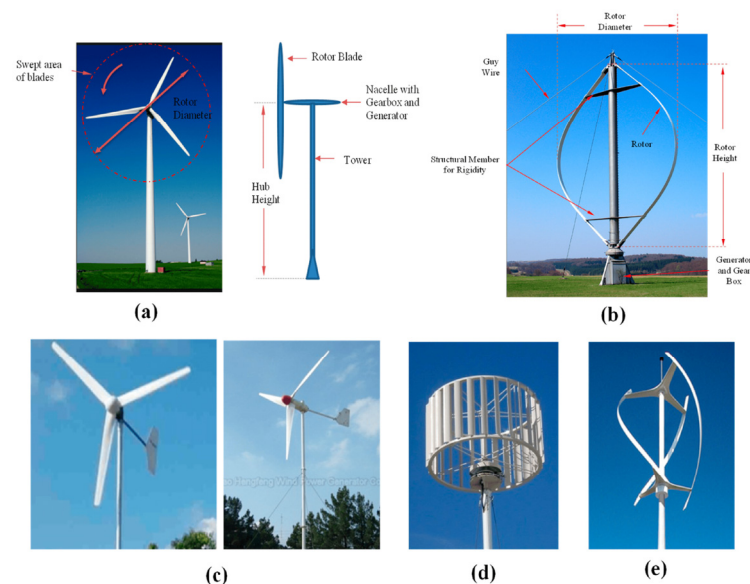 Swept area
of blades
Rotor
Diameter
Rotor Blade
Nacelle with
Gearbox and
Generator
Tower
Hub
Height
(a)
Rotor
Diameter
Guy
Wire
Structural Member
for Rigidity
Rotor
Rotor
Height
Generator
and Gear
Box
(b)
(c)
(d)
(e)